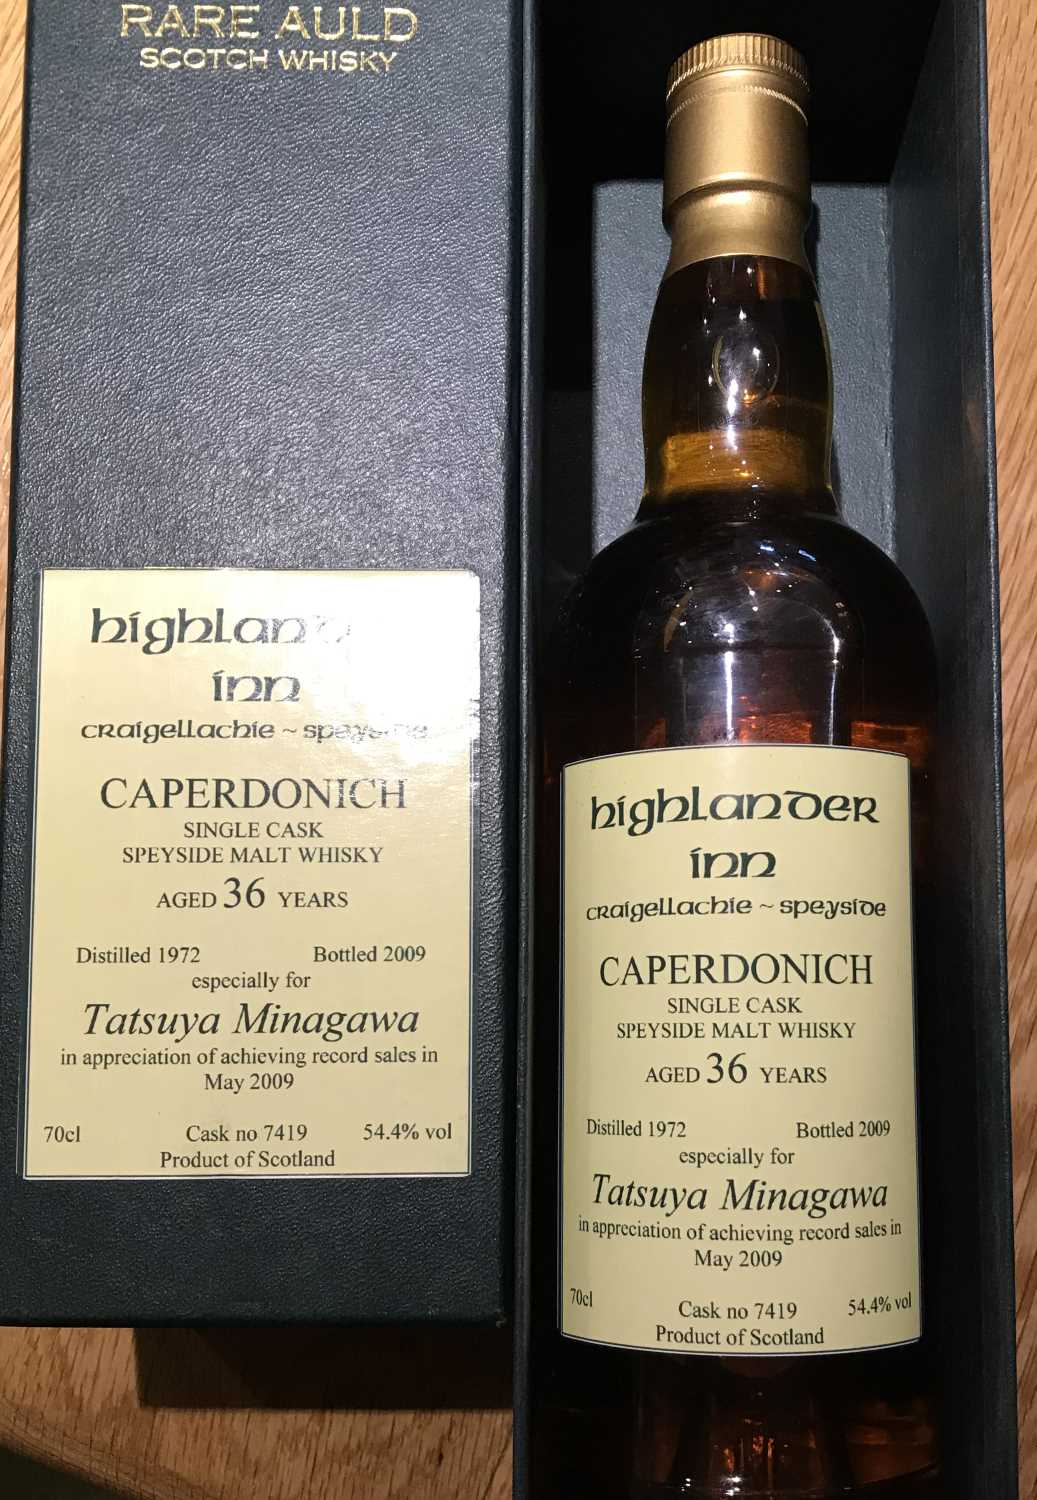 RARE AULD
SCOTCH WHISKY
highlan
inn
craigellachie ~ speyside
CAPERDONICH
SINGLE CASK
SPEYSIDE MALT WHISKY
AGED 36 YEARS
Distilled 1972 Bottled 2009
especially for
Tatsuya Minagawa
in appreciation of achieving record sales in
May 2009
70cl Cask no 7419 54.4% vol
Product of Scotland
highlander
inn
craigellachie ~ speyside
CAPERDONICH
SINGLE CASK
SPEYSIDE MALT WHISKY
AGED 36 YEARS
Distilled 1972 Bottled 2009
especially for
Tatsuya Minagawa
in appreciation of achieving record sales in
May 2009
70cl Cask no 7419 54.4% vol
Product of Scotland